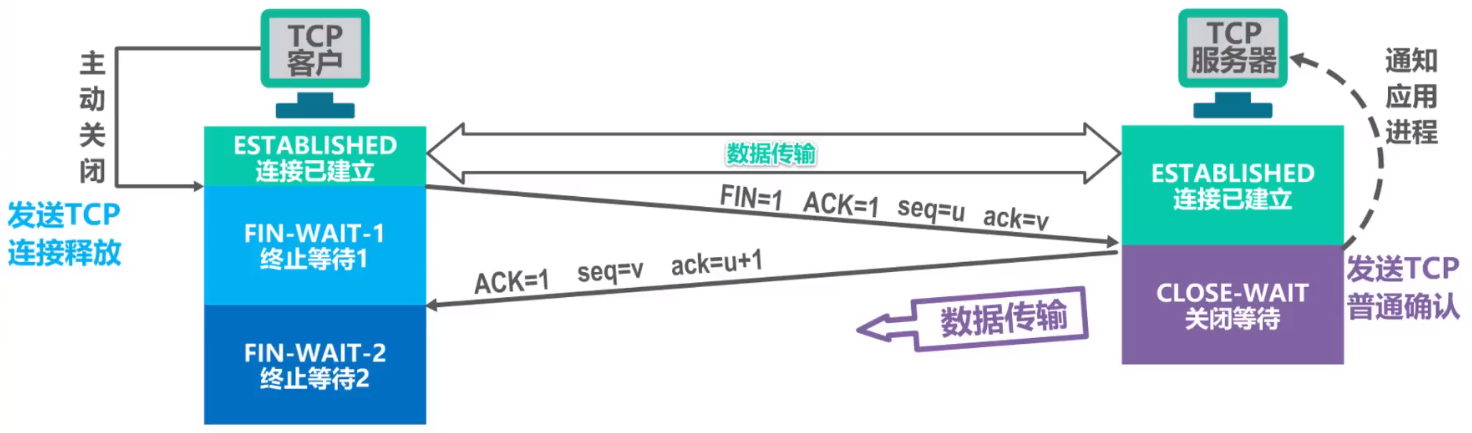 主动关闭
TCP
客户
TCP
服务器
通知
应用
进程
ESTABLISHED
连接已建立
数据传输
ESTABLISHED
连接已建立
发送TCP
连接释放
FIN-WAIT-1
终止等待1
FIN=1 ACK=1 seq=u ack=v
ACK=1 seq=v ack=u+1
CLOSE-WAIT
关闭等待
发送TCP
普通确认
数据传输
FIN-WAIT-2
终止等待2